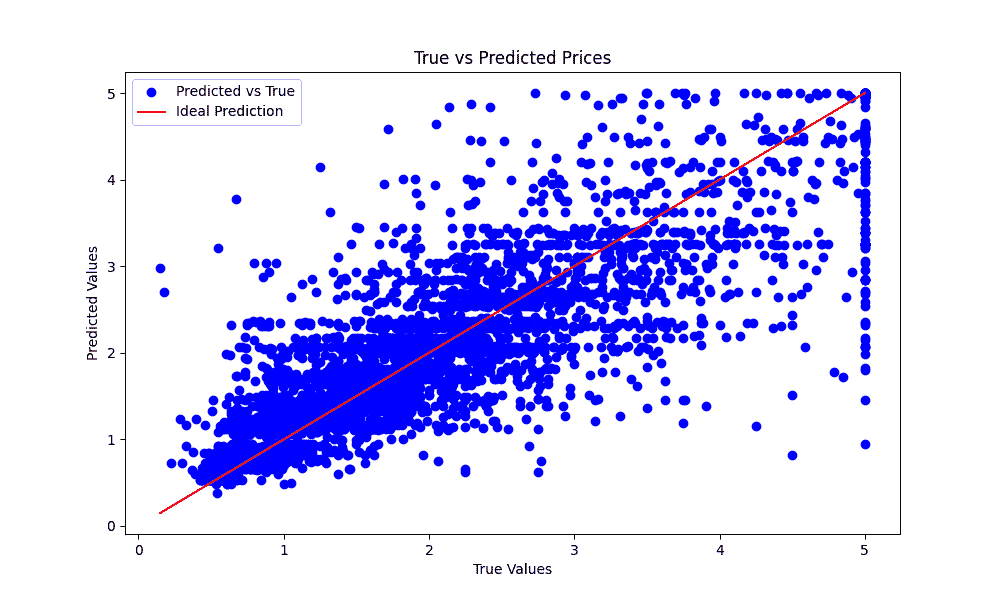 True vs Predicted Prices
Predicted vs True
Ideal Prediction
Predicted Values
5
4
3
2
1
0
0 1 2 3 4 5
True Values